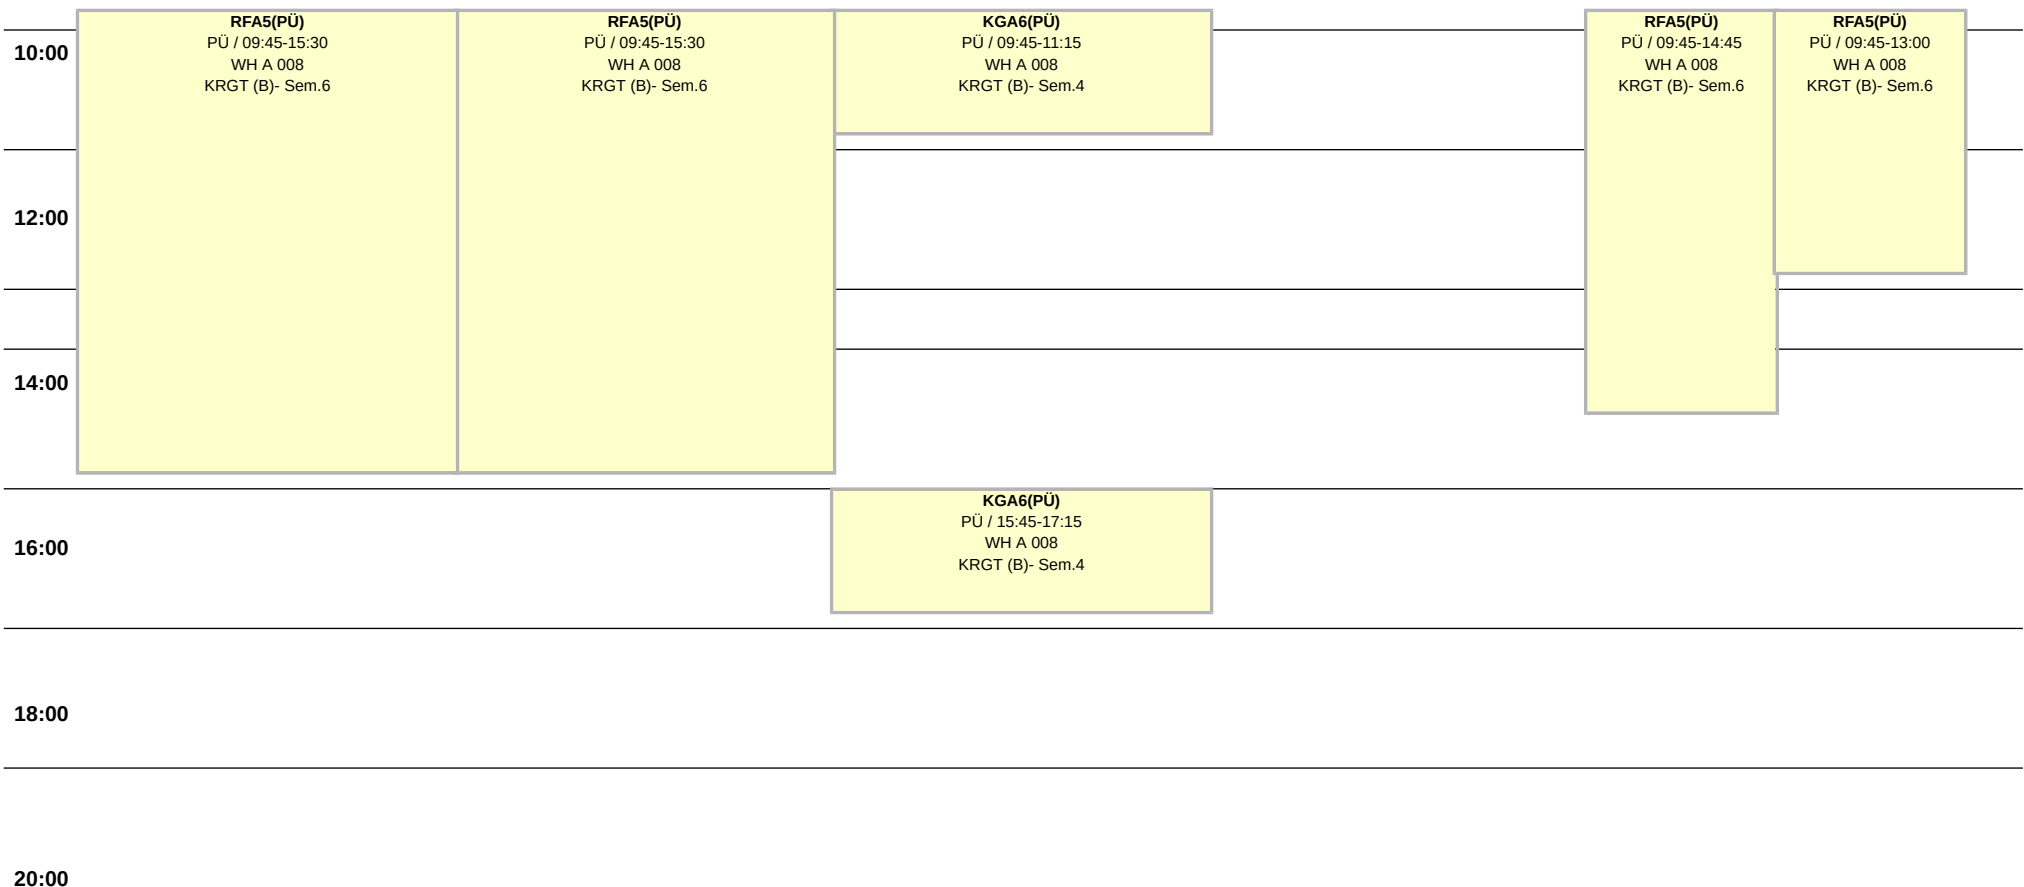 10:00
12:00
14:00
16:00
18:00
20:00
RFA5(PÜ)
PÜ / 09:45-15:30
WH A 008
KRGT (B)- Sem.6
RFA5(PÜ)
PÜ / 09:45-15:30
WH A 008
KRGT (B)- Sem.6
KGA6(PÜ)
PÜ / 09:45-11:15
WH A 008
KRGT (B)- Sem.4
KGA6(PÜ)
PÜ / 15:45-17:15
WH A 008
KRGT (B)- Sem.4
RFA5(PÜ)
PÜ / 09:45-14:45
WH A 008
KRGT (B)- Sem.6
RFA5(PÜ)
PÜ / 09:45-13:00
WH A 008
KRGT (B)- Sem.6